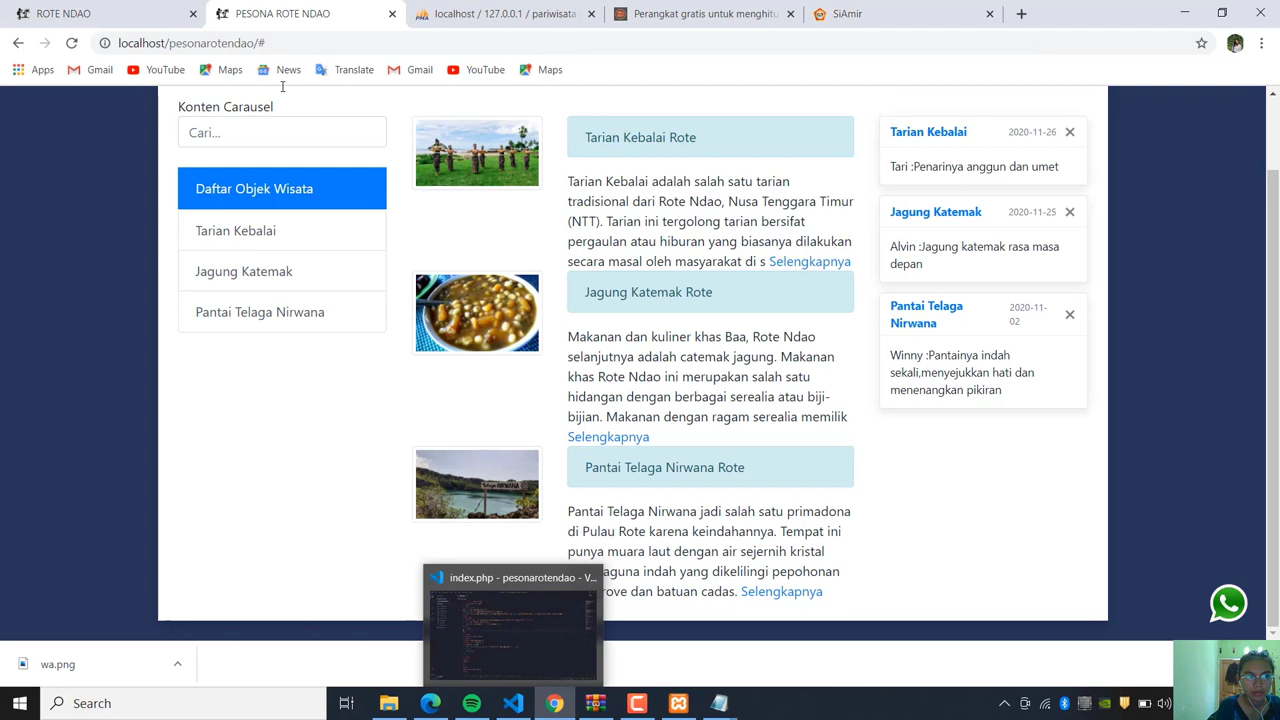 ROTE NDAO
PESONA ROTE NDAO
localhost / 127.0.0.1 / pariwisata
Perangkat gratis untuk menghitu
SiAmir
localhost/pesonarotendao/#
Apps
Gmail
YouTube
Maps
News
Translate
Gmail
YouTube
Maps
Konten Carausel
Cari...
Daftar Objek Wisata
Tarian Kebalai
Jagung Katemak
Pantai Telaga Nirwana
Tarian Kebalai Rote
Tarian Kebalai adalah salah satu tarian
tradisional dari Rote Ndao, Nusa Tenggara Timur
(NTT). Tarian ini tergolong tarian bersifat
pergaulan atau hiburan yang biasanya dilakukan
secara masal oleh masyarakat di s Selengkapnya
Jagung Katemak Rote
Makanan dan kuliner khas Baa, Rote Ndao
selanjutnya adalah catemak jagung. Makanan
khas Rote Ndao ini merupakan salah satu
hidangan dengan berbagai serealia atau biji-
bijian. Makanan dengan ragam serealia memilik
Selengkapnya
Pantai Telaga Nirwana Rote
Pantai Telaga Nirwana jadi salah satu primadona
di Pulau Rote karena keindahannya. Tempat ini
punya muara laut dengan air sejernih kristal
aguna indah yang dikelilingi pepohonan
ove dan batuan Selengkapnya
Tarian Kebalai 2020-11-26
Tari :Penarinya anggun dan umet
Jagung Katemak 2020-11-25
Alvin :Jagung katemak rasa masa
depan
Pantai Telaga 2020-11-
Nirwana 02
Winny :Pantainya indah
sekali,menyejukkan hati dan
menenangkan pikiran
index.php - pesonarotendao - V...
wa.png
Search